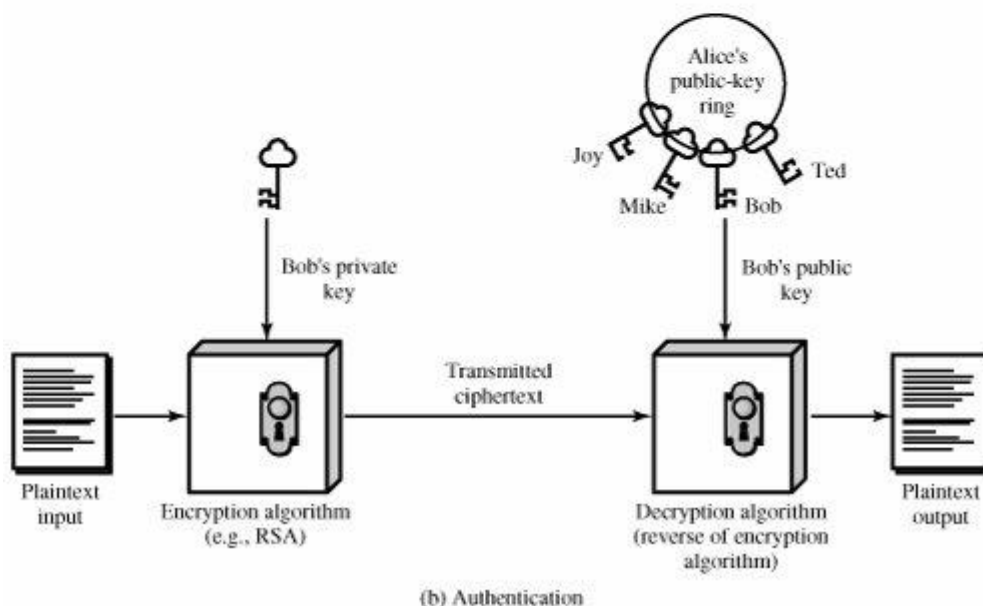 Alice's
public-key
ring
Joy
Mike
Bob
Ted
Bob's private
key
Bob's public
key
Transmitted
ciphertext
Plaintext
input
Encryption algorithm
(e.g., RSA)
Decryption algorithm
(reverse of encryption
algorithm)
Plaintext
output
(b) Authentication